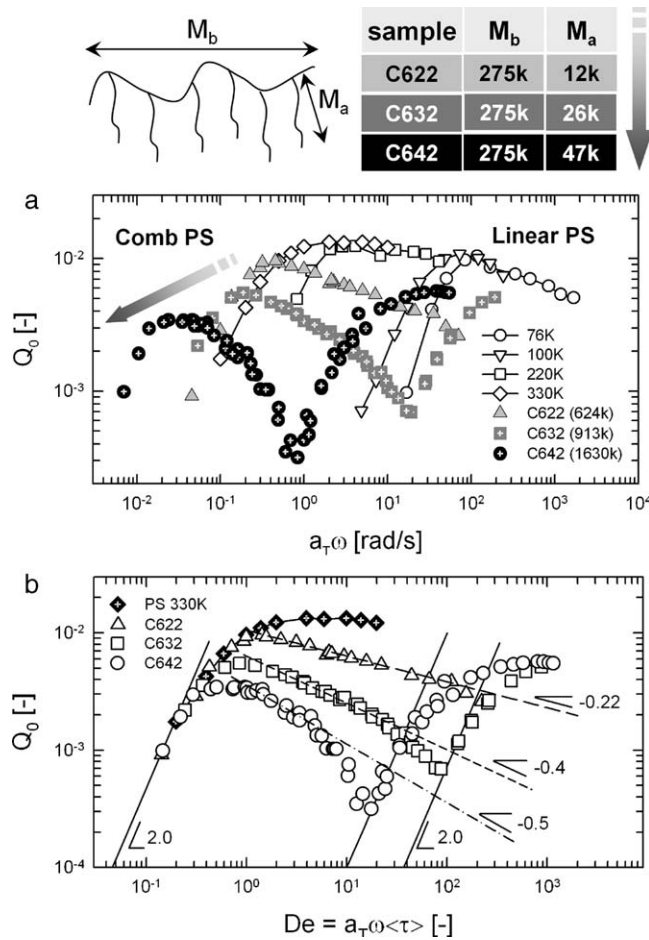 M_b
M_a
sample M_b M_a
C622 275k 12k
C632 275k 26k
C642 275k 47k
a
Comb PS
Linear PS
Q_0 [-]
10^-2
10^-3
76K
100K
220K
330K
C622 (624k)
C632 (913k)
C642 (1630k)
10^-2 10^-1 10^0 10^1 10^2 10^3 10^4
a_Tω [rad/s]
b
PS 330K
C622
C632
C642
Q_0 [-]
10^-2
10^-3
10^-4
-0.22
-0.4
-0.5
2.0
2.0
10^-1 10^0 10^1 10^2 10^3
De = a_Tω<τ> [-]